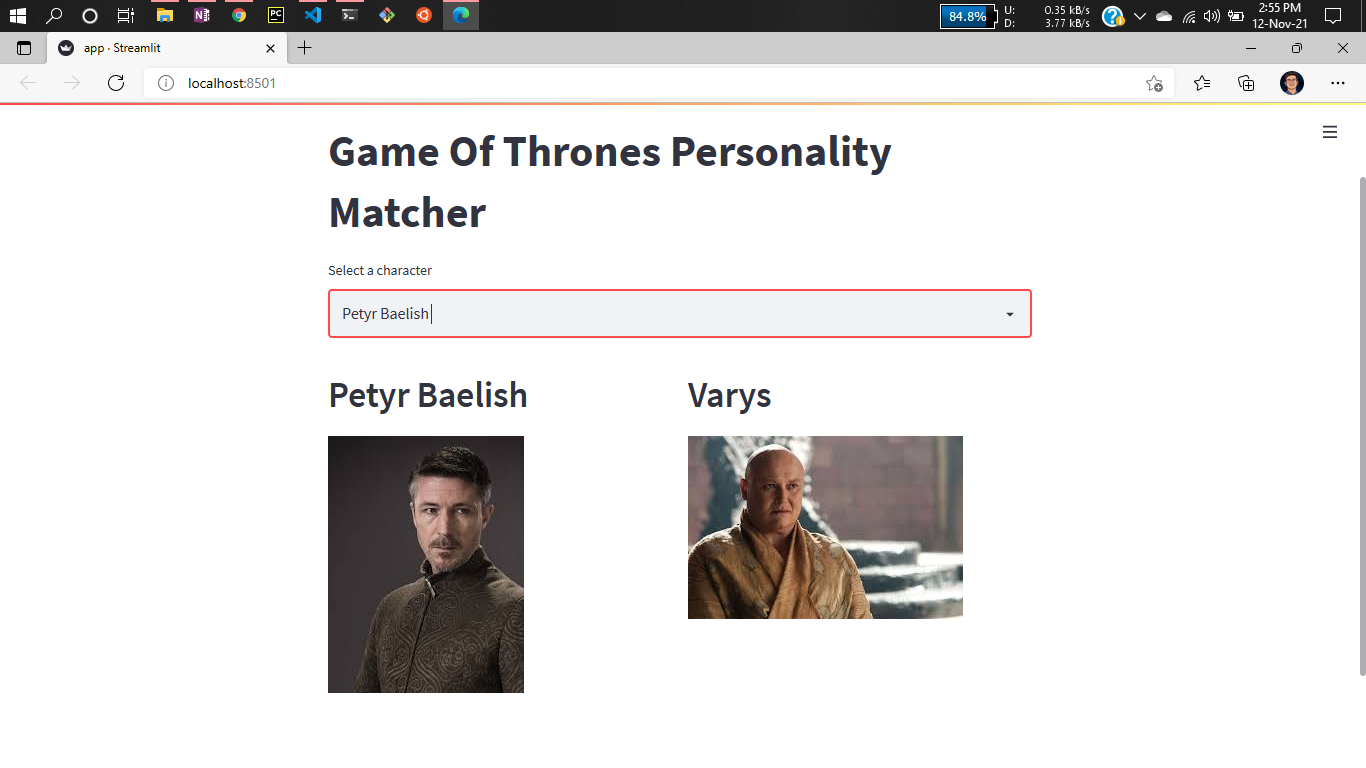 84.8%
U: 0.35 kB/s
D: 3.77 kB/s
2:55 PM
12-Nov-21
app · Streamlit
localhost:8501
Game Of Thrones Personality
Matcher
Select a character
Petyr Baelish
Petyr Baelish
Varys